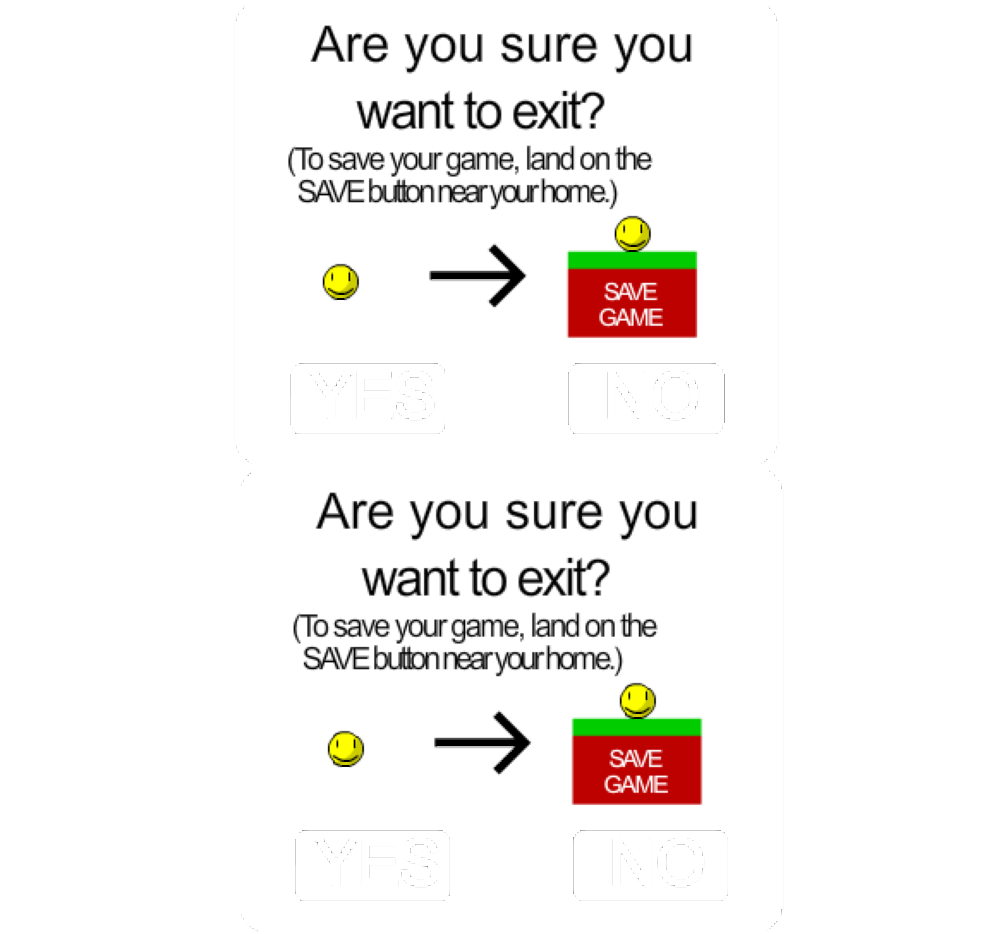 Are you sure you
want to exit?
(To save your game, land on the
SAVE button near your home.)
SAVE
GAME
YES
NO
Are you sure you
want to exit?
(To save your game, land on the
SAVE button near your home.)
SAVE
GAME
YES
NO